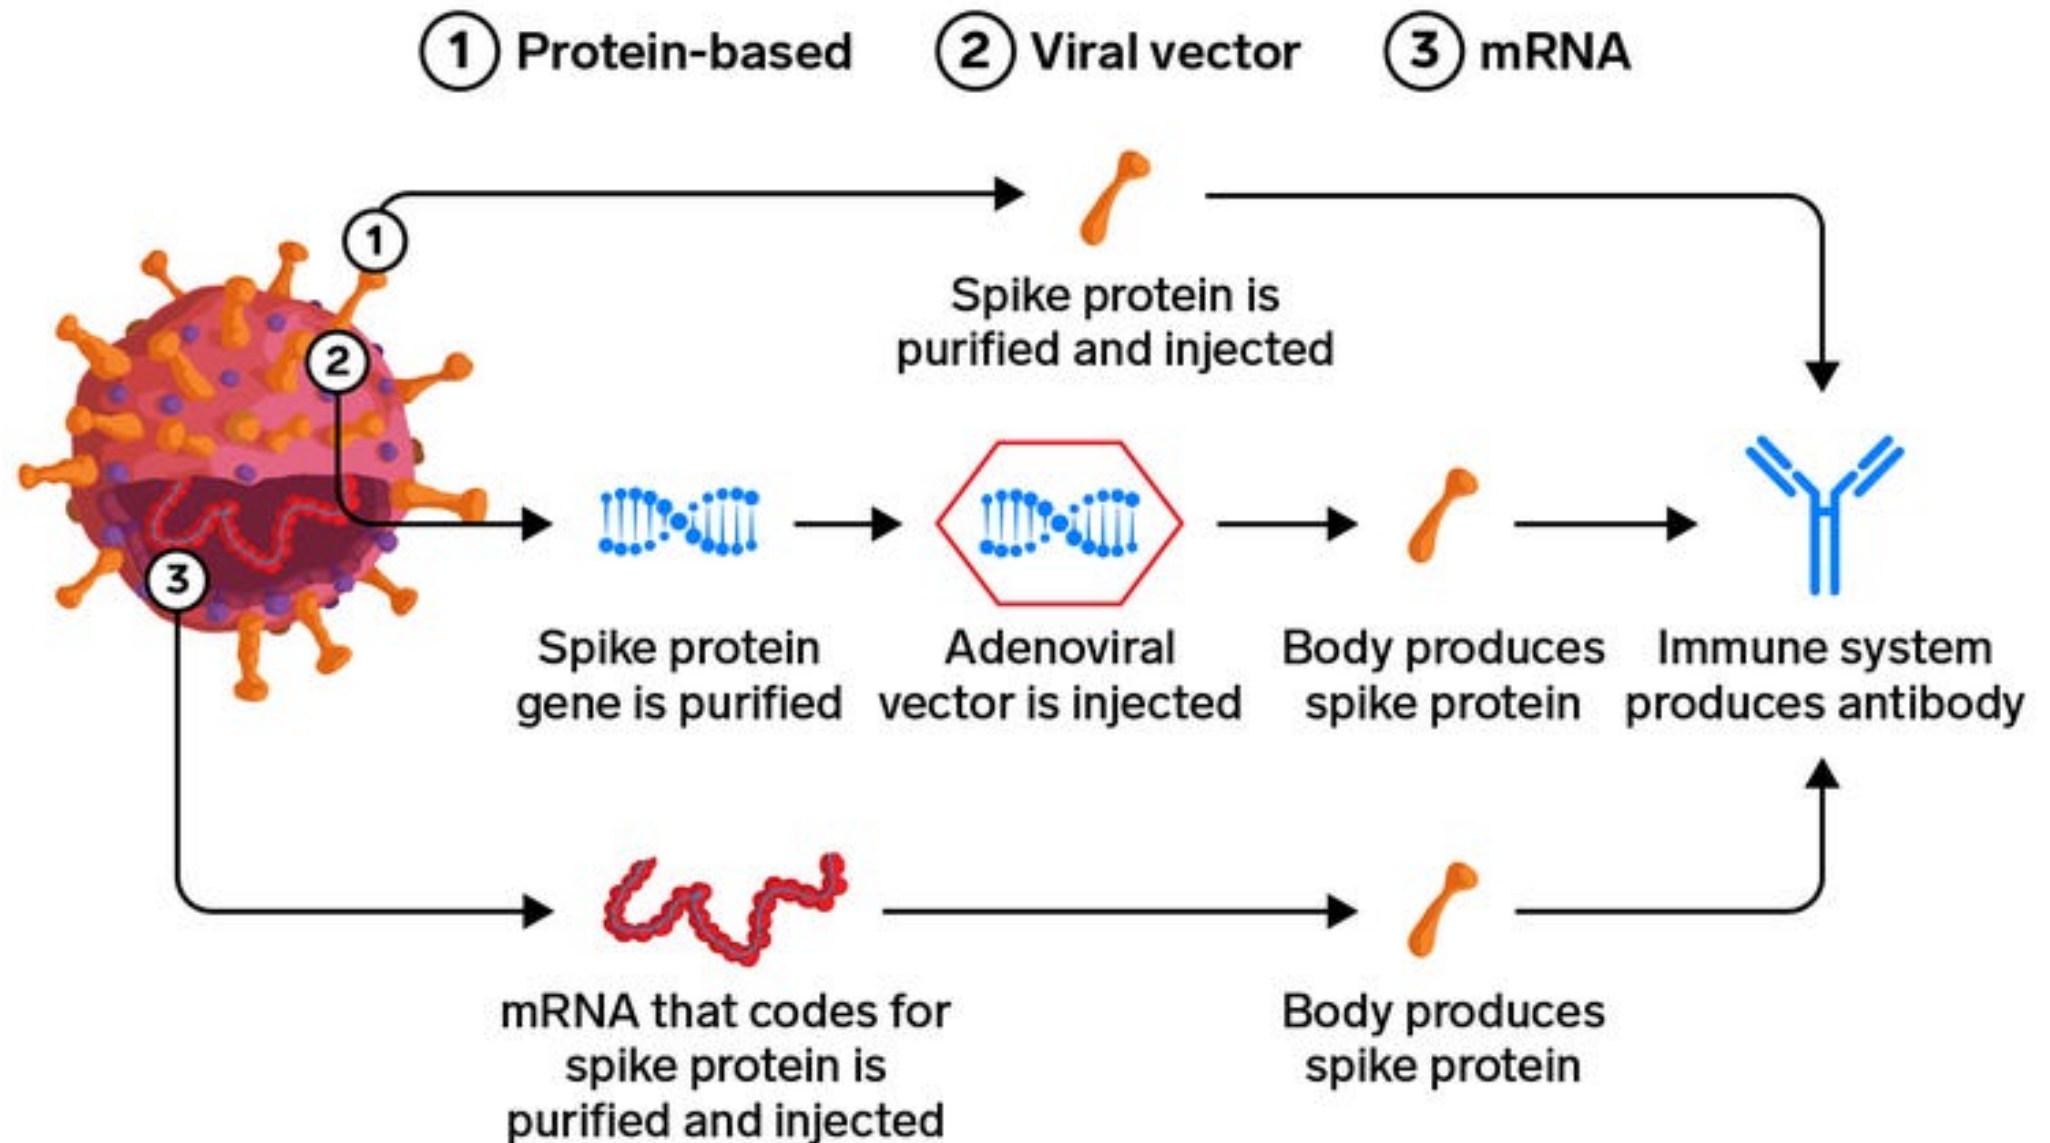 1 Protein-based
2 Viral vector
3 mRNA
1
Spike protein is
purified and injected
2
Spike protein
gene is purified
Adenoviral
vector is injected
Body produces
spike protein
Immune system
produces antibody
3
mRNA that codes for
spike protein is
purified and injected
Body produces
spike protein